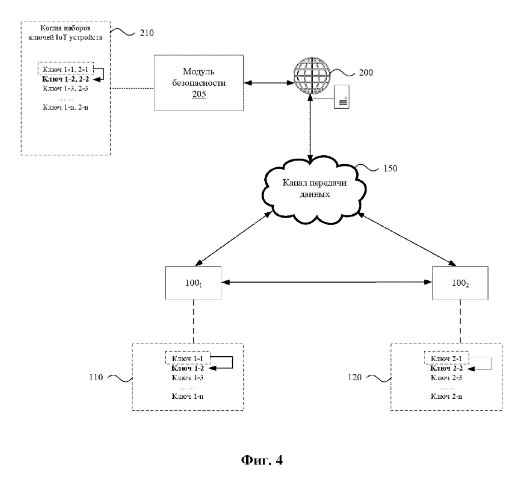 Копия наборов
ключей IoT устройств
210
Ключ 1-1, 2-1
Ключ 1-2, 2-2
Ключ 1-3, 2-3
......
Ключ 1-n, 2-n
Модуль
безопасности
205
200
150
Канал передачи
данных
100₁
100₂
110
Ключ 1-1
Ключ 1-2
Ключ 1-3
......
Ключ 1-n
120
Ключ 2-1
Ключ 2-2
Ключ 2-3
......
Ключ 2-n
Фиг. 4